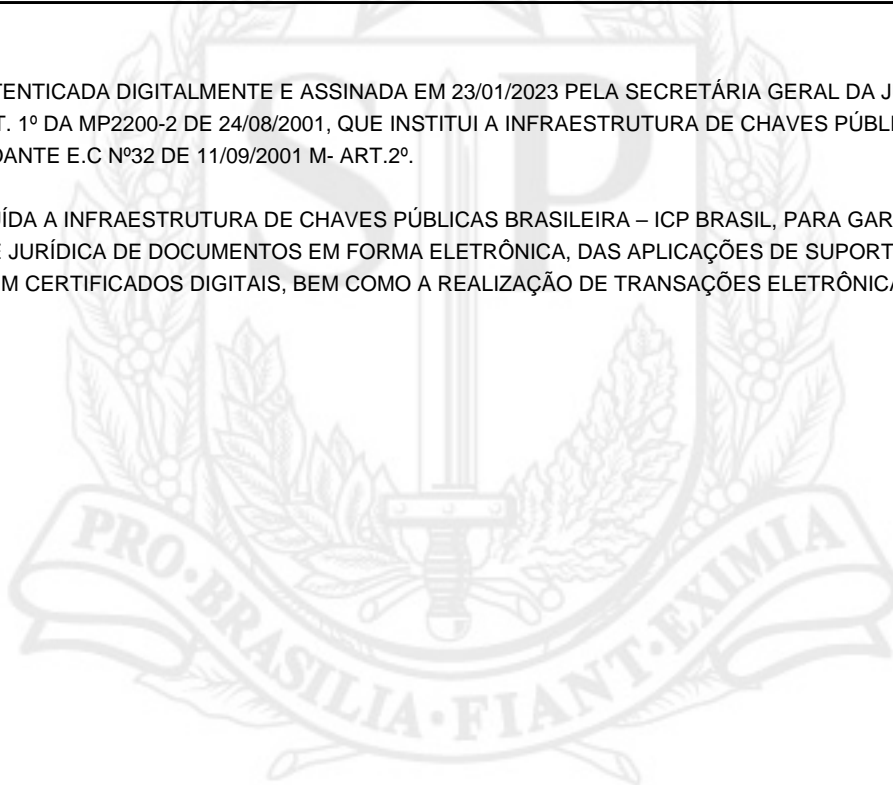 TENTICADA DIGITALMENTE E ASSINADA EM 23/01/2023 PELA SECRETÁRIA GERAL DA J
T. 1º DA MP2200-2 DE 24/08/2001, QUE INSTITUI A INFRAESTRUTURA DE CHAVES PÚBL
DANTE E.C Nº32 DE 11/09/2001 M- ART.2º.
ÍDA A INFRAESTRUTURA DE CHAVES PÚBLICAS BRASILEIRA – ICP BRASIL, PARA GAR
E JURÍDICA DE DOCUMENTOS EM FORMA ELETRÔNICA, DAS APLICAÇÕES DE SUPORT
M CERTIFICADOS DIGITAIS, BEM COMO A REALIZAÇÃO DE TRANSAÇÕES ELETRÔNICA
SP
PRO·BRASILIA·FIANT·EXIMIA